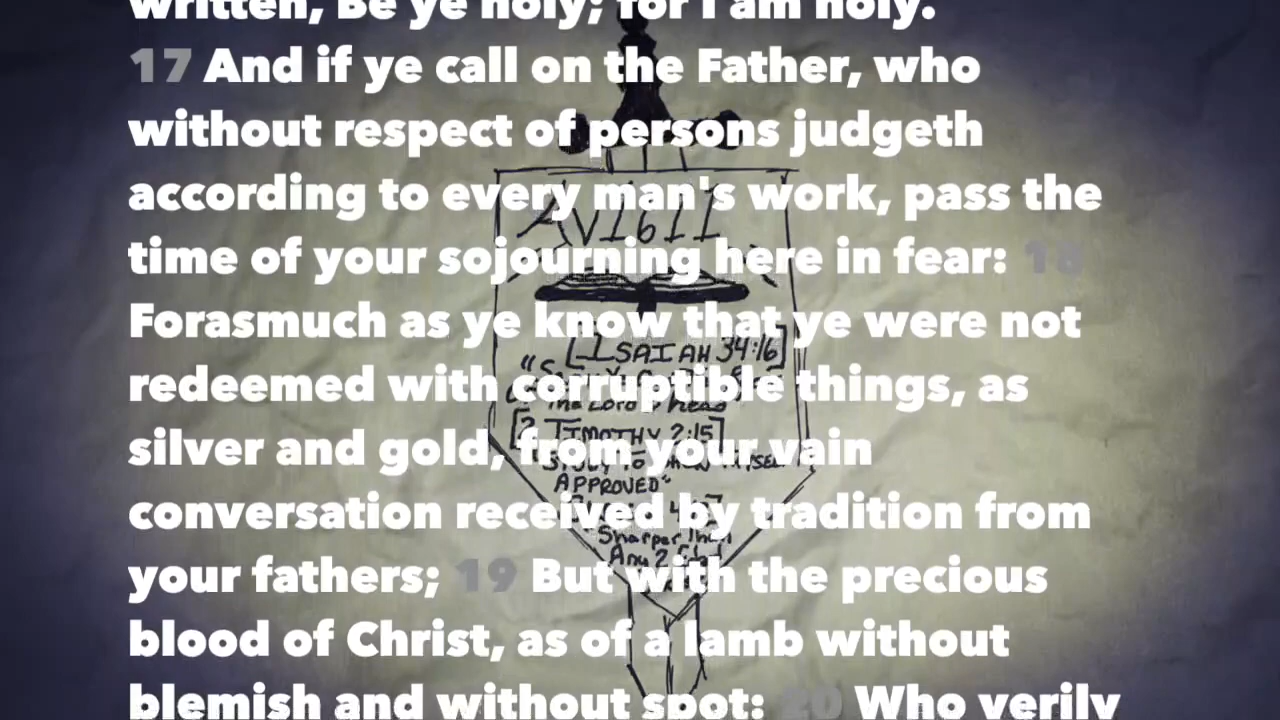 written, Be ye holy; for I am holy.
17 And if ye call on the Father, who
without respect of persons judgeth
according to every man's work, pass the
time of your sojourning here in fear: 18
Forasmuch as ye know that ye were not
redeemed with corruptible things, as
silver and gold, from your vain
conversation received by tradition from
your fathers; 19 But with the precious
blood of Christ, as of a lamb without
blemish and without spot: 20 Who verily
AV1611
[ISAIAH 34:16]
the Lord
[2 TIMOTHY 2:15]
STUDY TO
APPROVED"
"Sharper than
Any 2